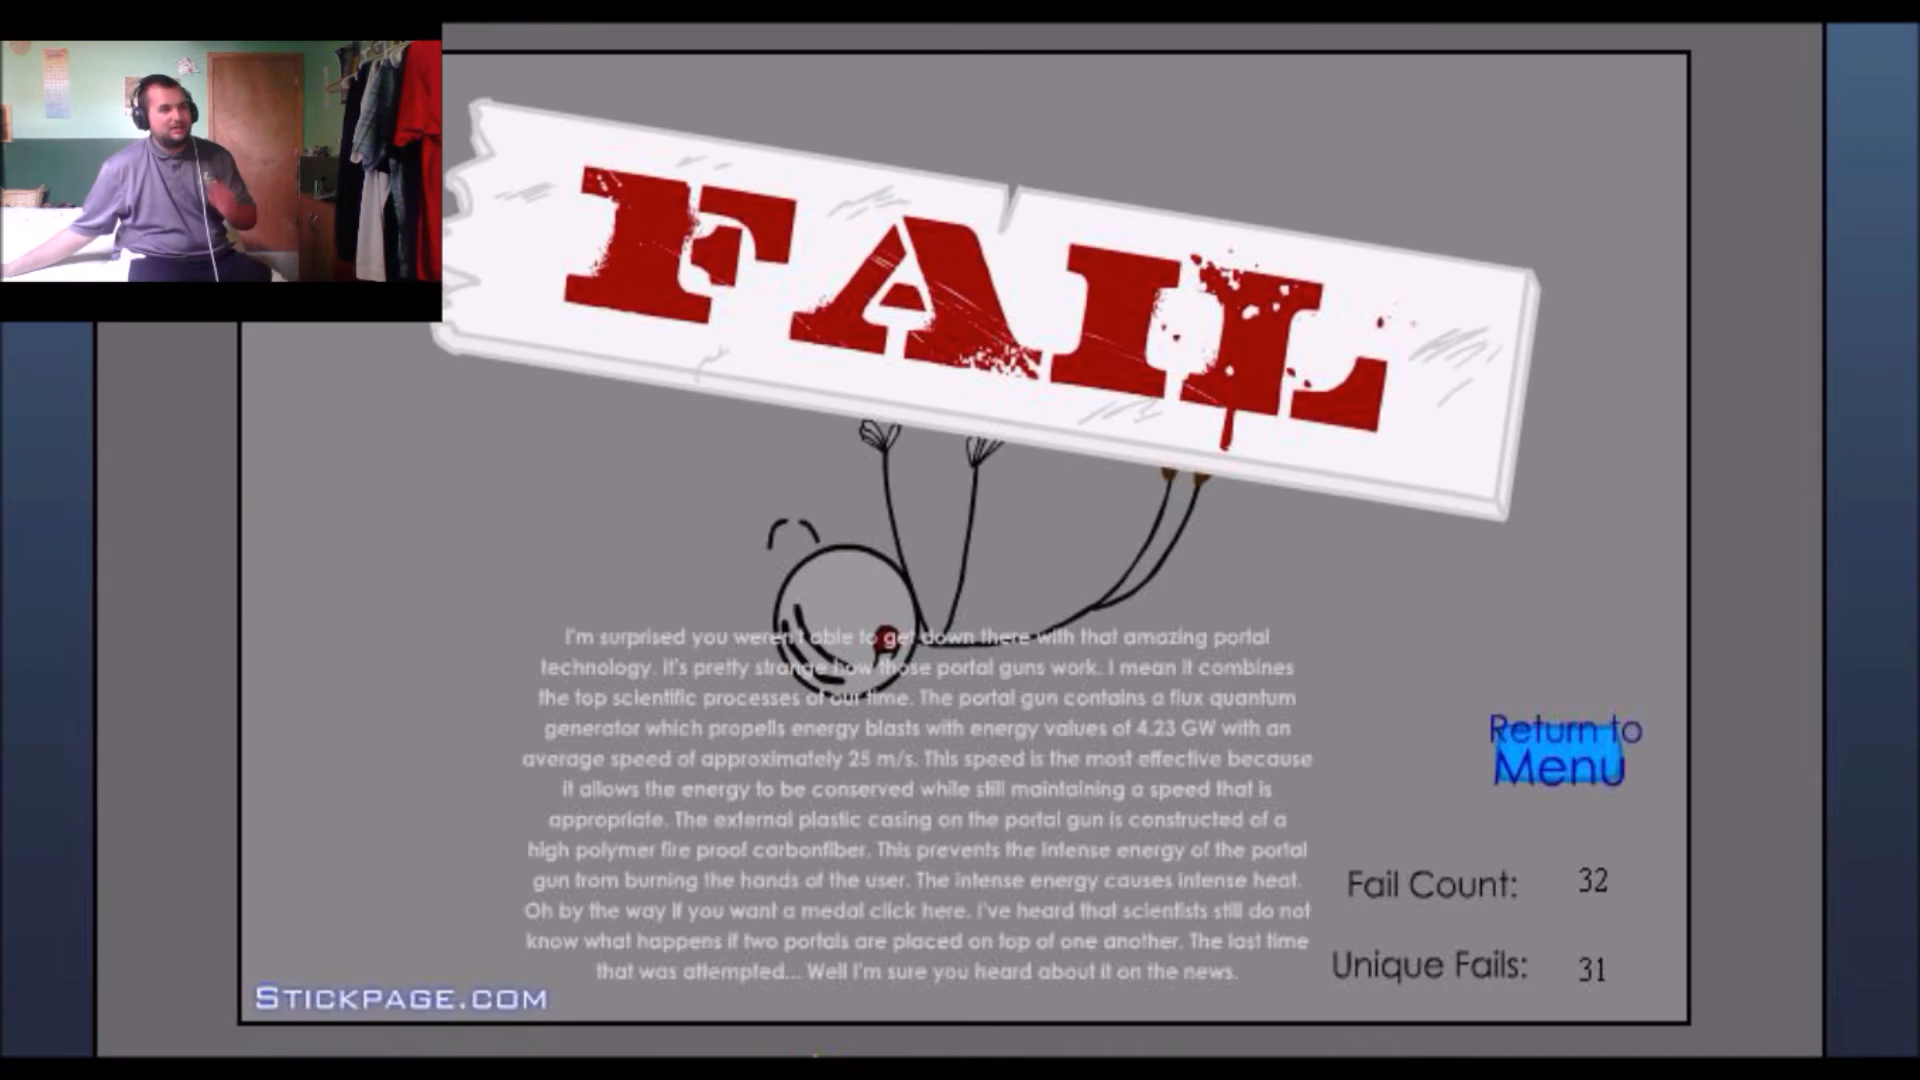 FAIL
I'm surprised you weren't able to get down there with that amazing portal
technology. It's pretty strange how those portal guns work. I mean it combines
the top scientific processes of our time. The portal gun contains a flux quantum
generator which propells energy blasts with energy values of 4.23 GW with an
average speed of approximately 25 m/s. This speed is the most effective because
it allows the energy to be conserved while still maintaining a speed that is
appropriate. The external plastic casing on the portal gun is constructed of a
high polymer fire proof carbonfiber. This prevents the intense energy of the portal
gun from burning the hands of the user. The intense energy causes intense heat.
Oh by the way if you want a medal click here. I've heard that scientists still do not
know what happens if two portals are placed on top of one another. The last time
that was attempted... Well I'm sure you heard about it on the news.
Return to
Menu
Fail Count: 32
Unique Fails: 31
STICKPAGE.COM